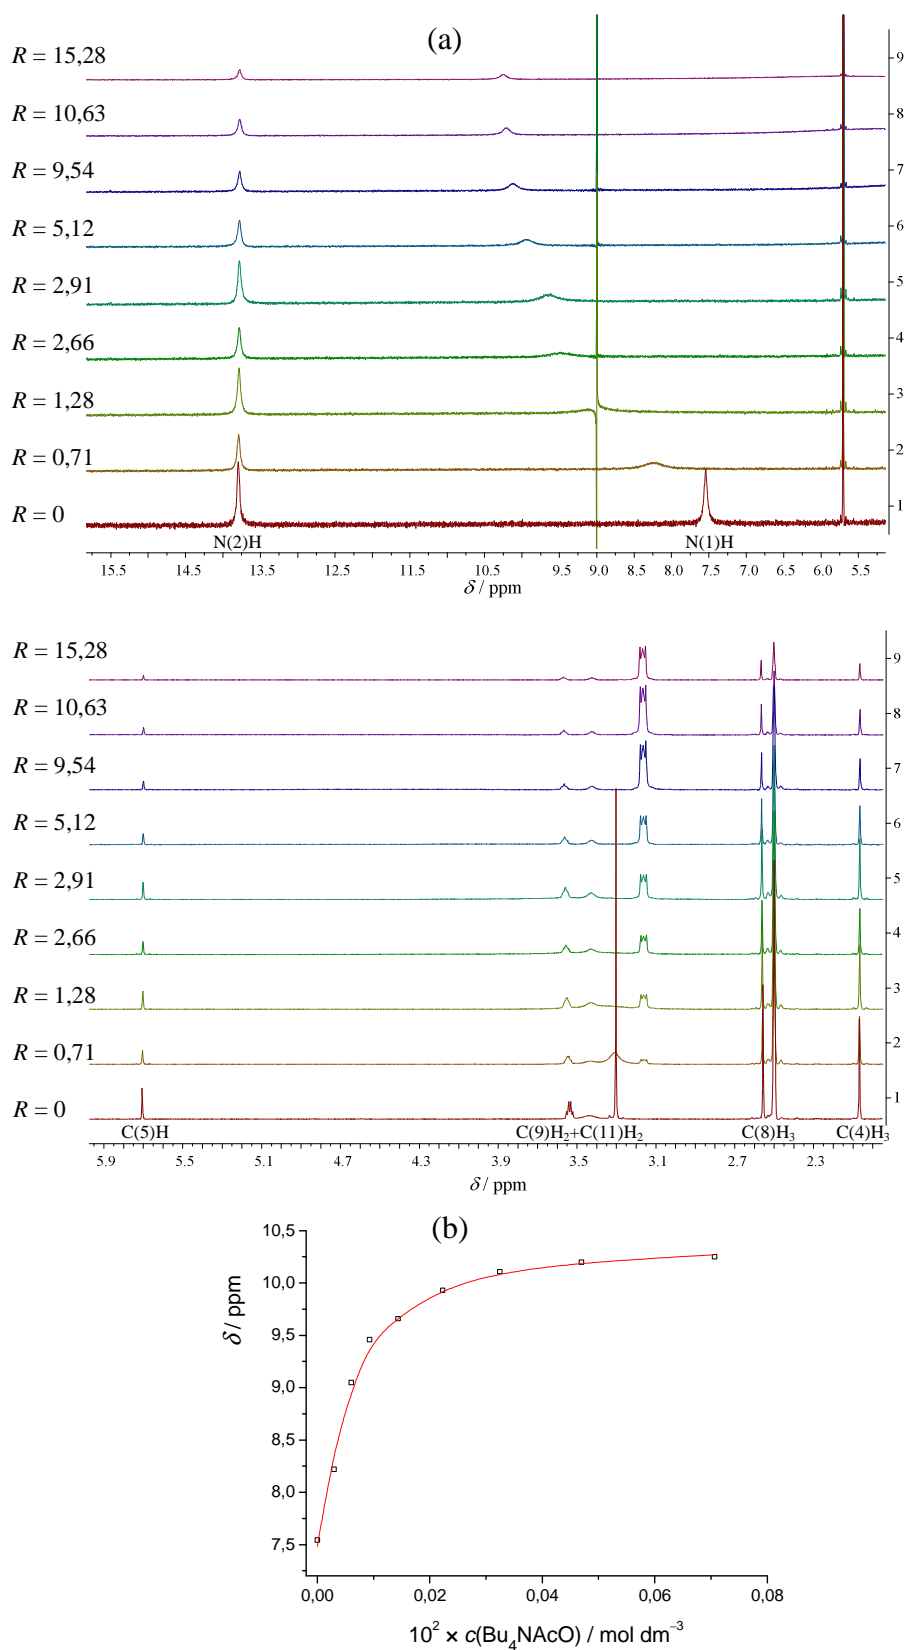 (a)
R = 15,28 9
R = 10,63 8
R = 9,54 7
R = 5,12 6
R = 2,91 5
R = 2,66 4
R = 1,28 3
R = 0,71 2
R = 0 1
N(2)H N(1)H
15.5 14.5 13.5 12.5 11.5 10.5 9.5 9.0 8.5 8.0 7.5 7.0 6.5 6.0 5.5
δ / ppm
R = 15,28 9
R = 10,63 8
R = 9,54 7
R = 5,12 6
R = 2,91 5
R = 2,66 4
R = 1,28 3
R = 0,71 2
R = 0 1
C(5)H C(9)H₂+C(11)H₂ C(8)H₃ C(4)H₃
5.9 5.5 5.1 4.7 4.3 3.9 3.5 3.1 2.7 2.3
δ / ppm
(b)
10,5
10,0
9,5
9,0
8,5
8,0
7,5
δ / ppm
0,00 0,02 0,04 0,06 0,08
10² × c(Bu₄NAcO) / mol dm⁻³